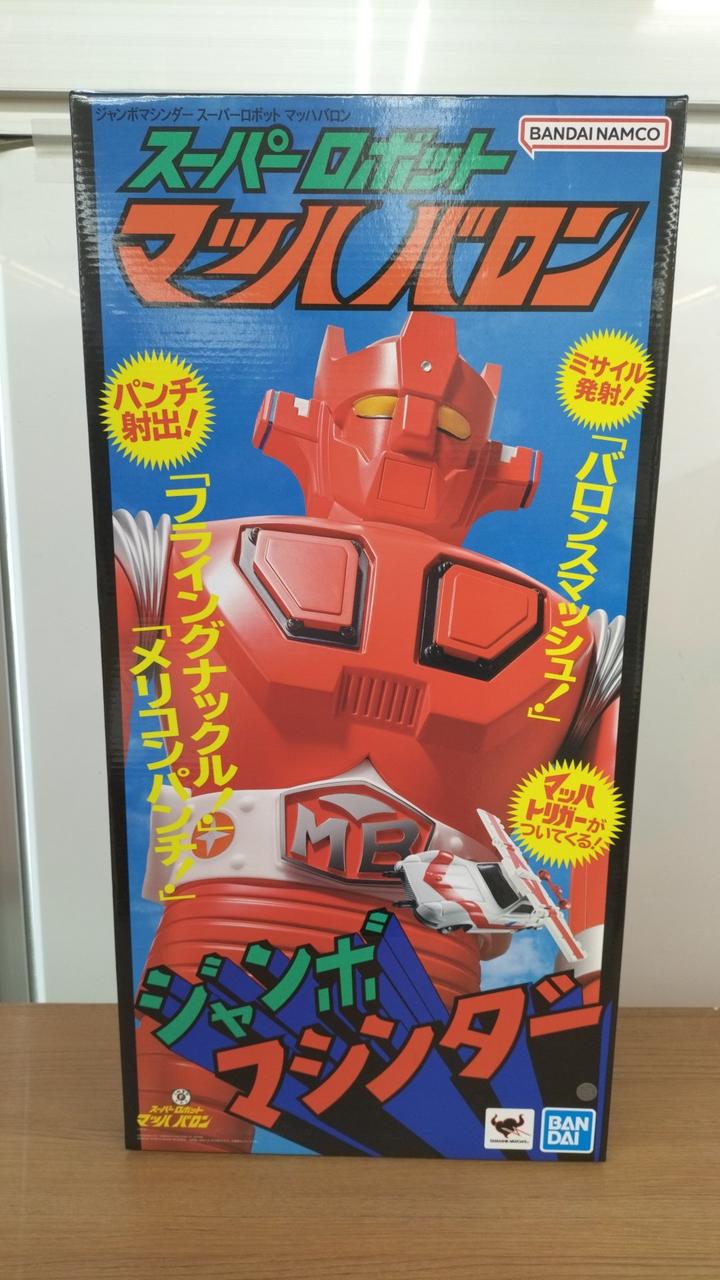 ジャンボマシンダー スーパーロボット マッハバロン
BANDAI NAMCO
スーパーロボット
マッハバロン
パンチ
射出!
ミサイル
発射!
「フライングナックル!」
「メリコンパンチ!」
「バロンスマッシュ!」
MB
マッハ
トリガーが
ついてくる!
ジャンボ
マシンダー
スーパーロボット
マッハバロン
TAMASHII NATIONS
BAN
DAI